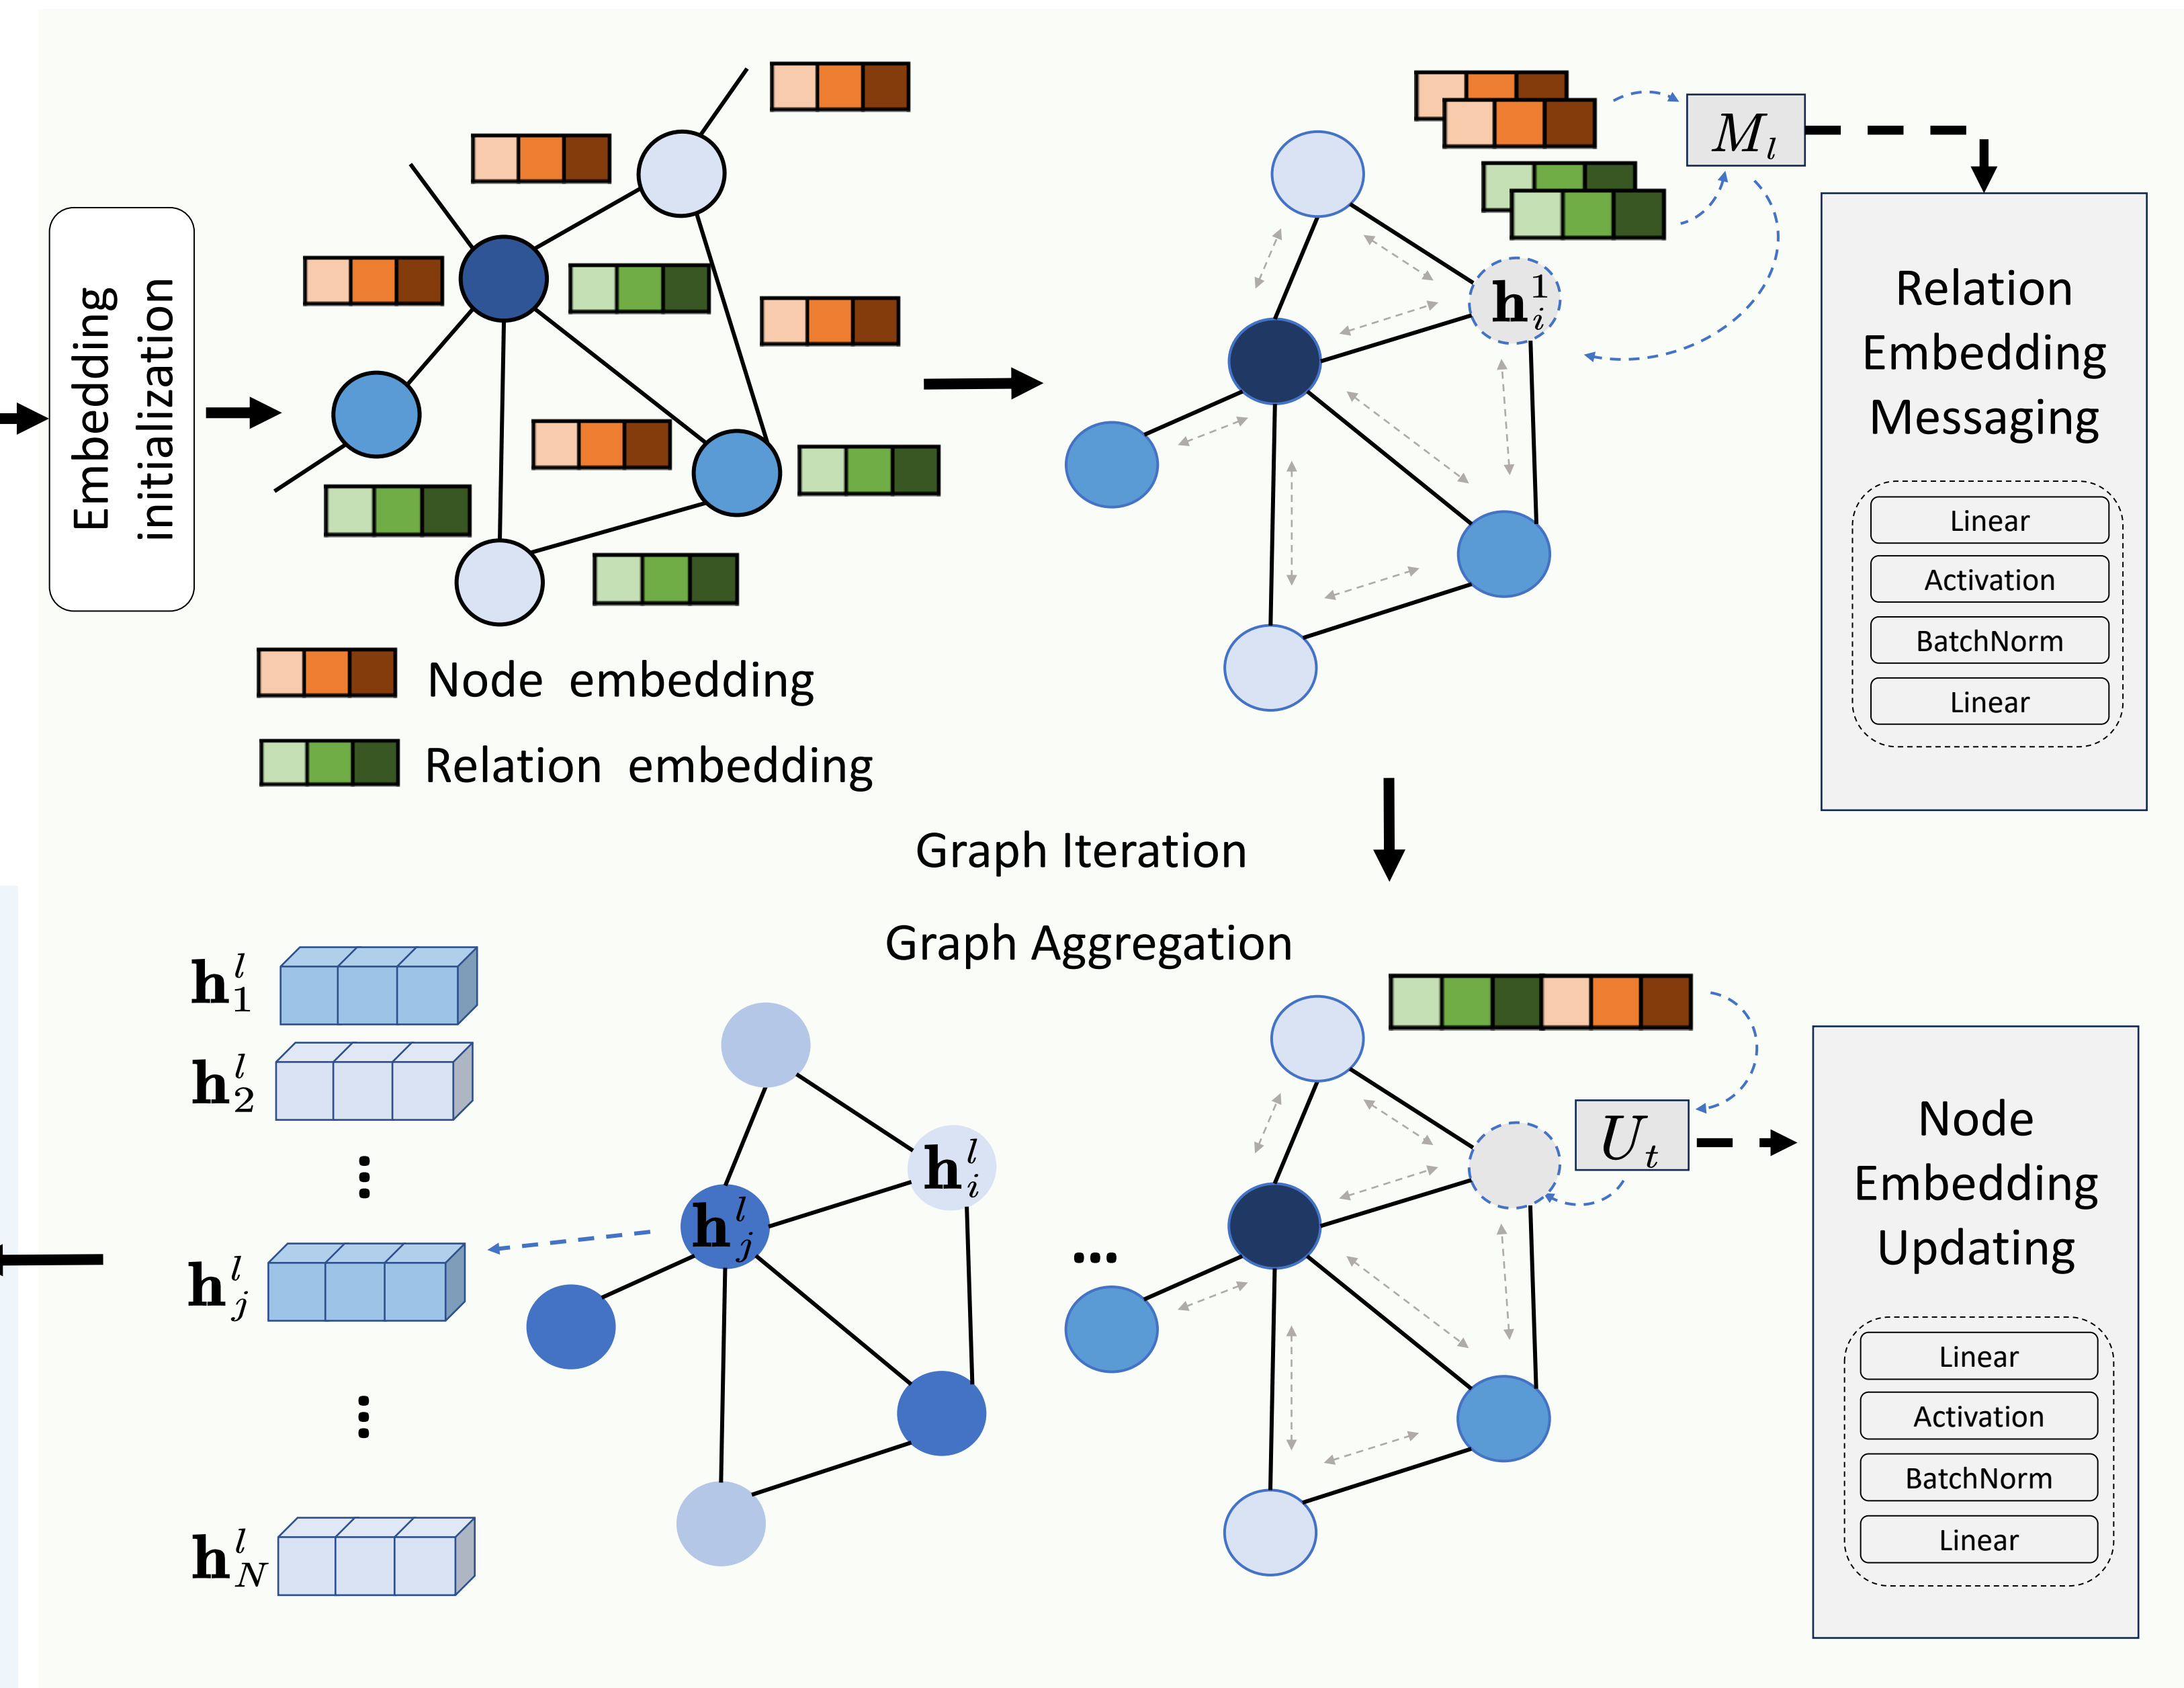 Embedding
initialization
Node embedding
Relation embedding
M_l
h_i^1
Relation
Embedding
Messaging
Linear
Activation
BatchNorm
Linear
Graph Iteration
Graph Aggregation
h_1^l
h_2^l
⋮
h_j^l
⋮
h_N^l
h_i^l
h_j^l
...
U_t
Node
Embedding
Updating
Linear
Activation
BatchNorm
Linear